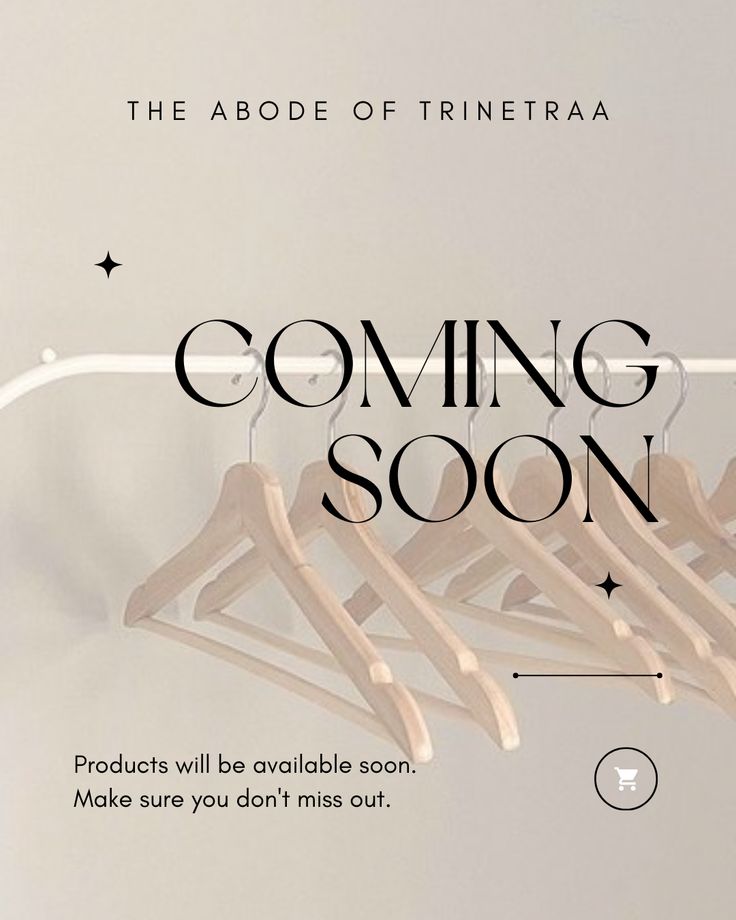 THE ABODE OF TRINETRAA
COMING
SOON
Products will be available soon.
Make sure you don't miss out.